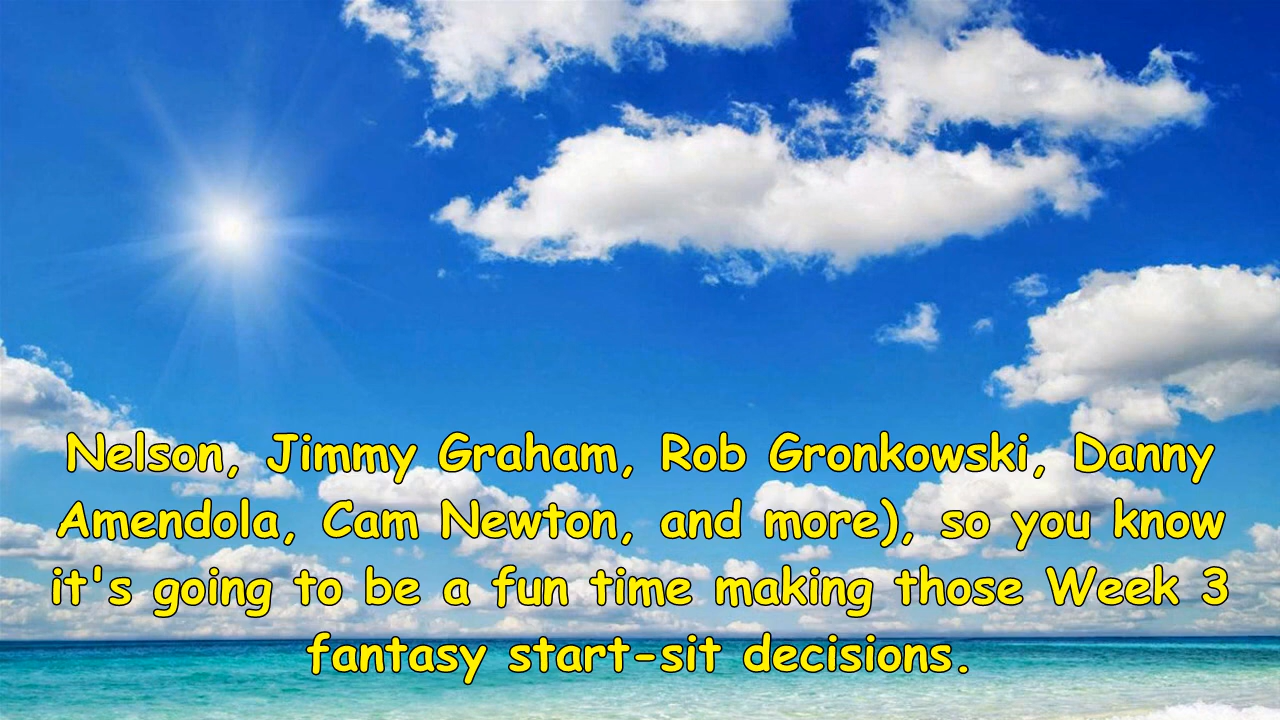 Nelson, Jimmy Graham, Rob Gronkowski, Danny
Amendola, Cam Newton, and more), so you know
it's going to be a fun time making those Week 3
fantasy start-sit decisions.